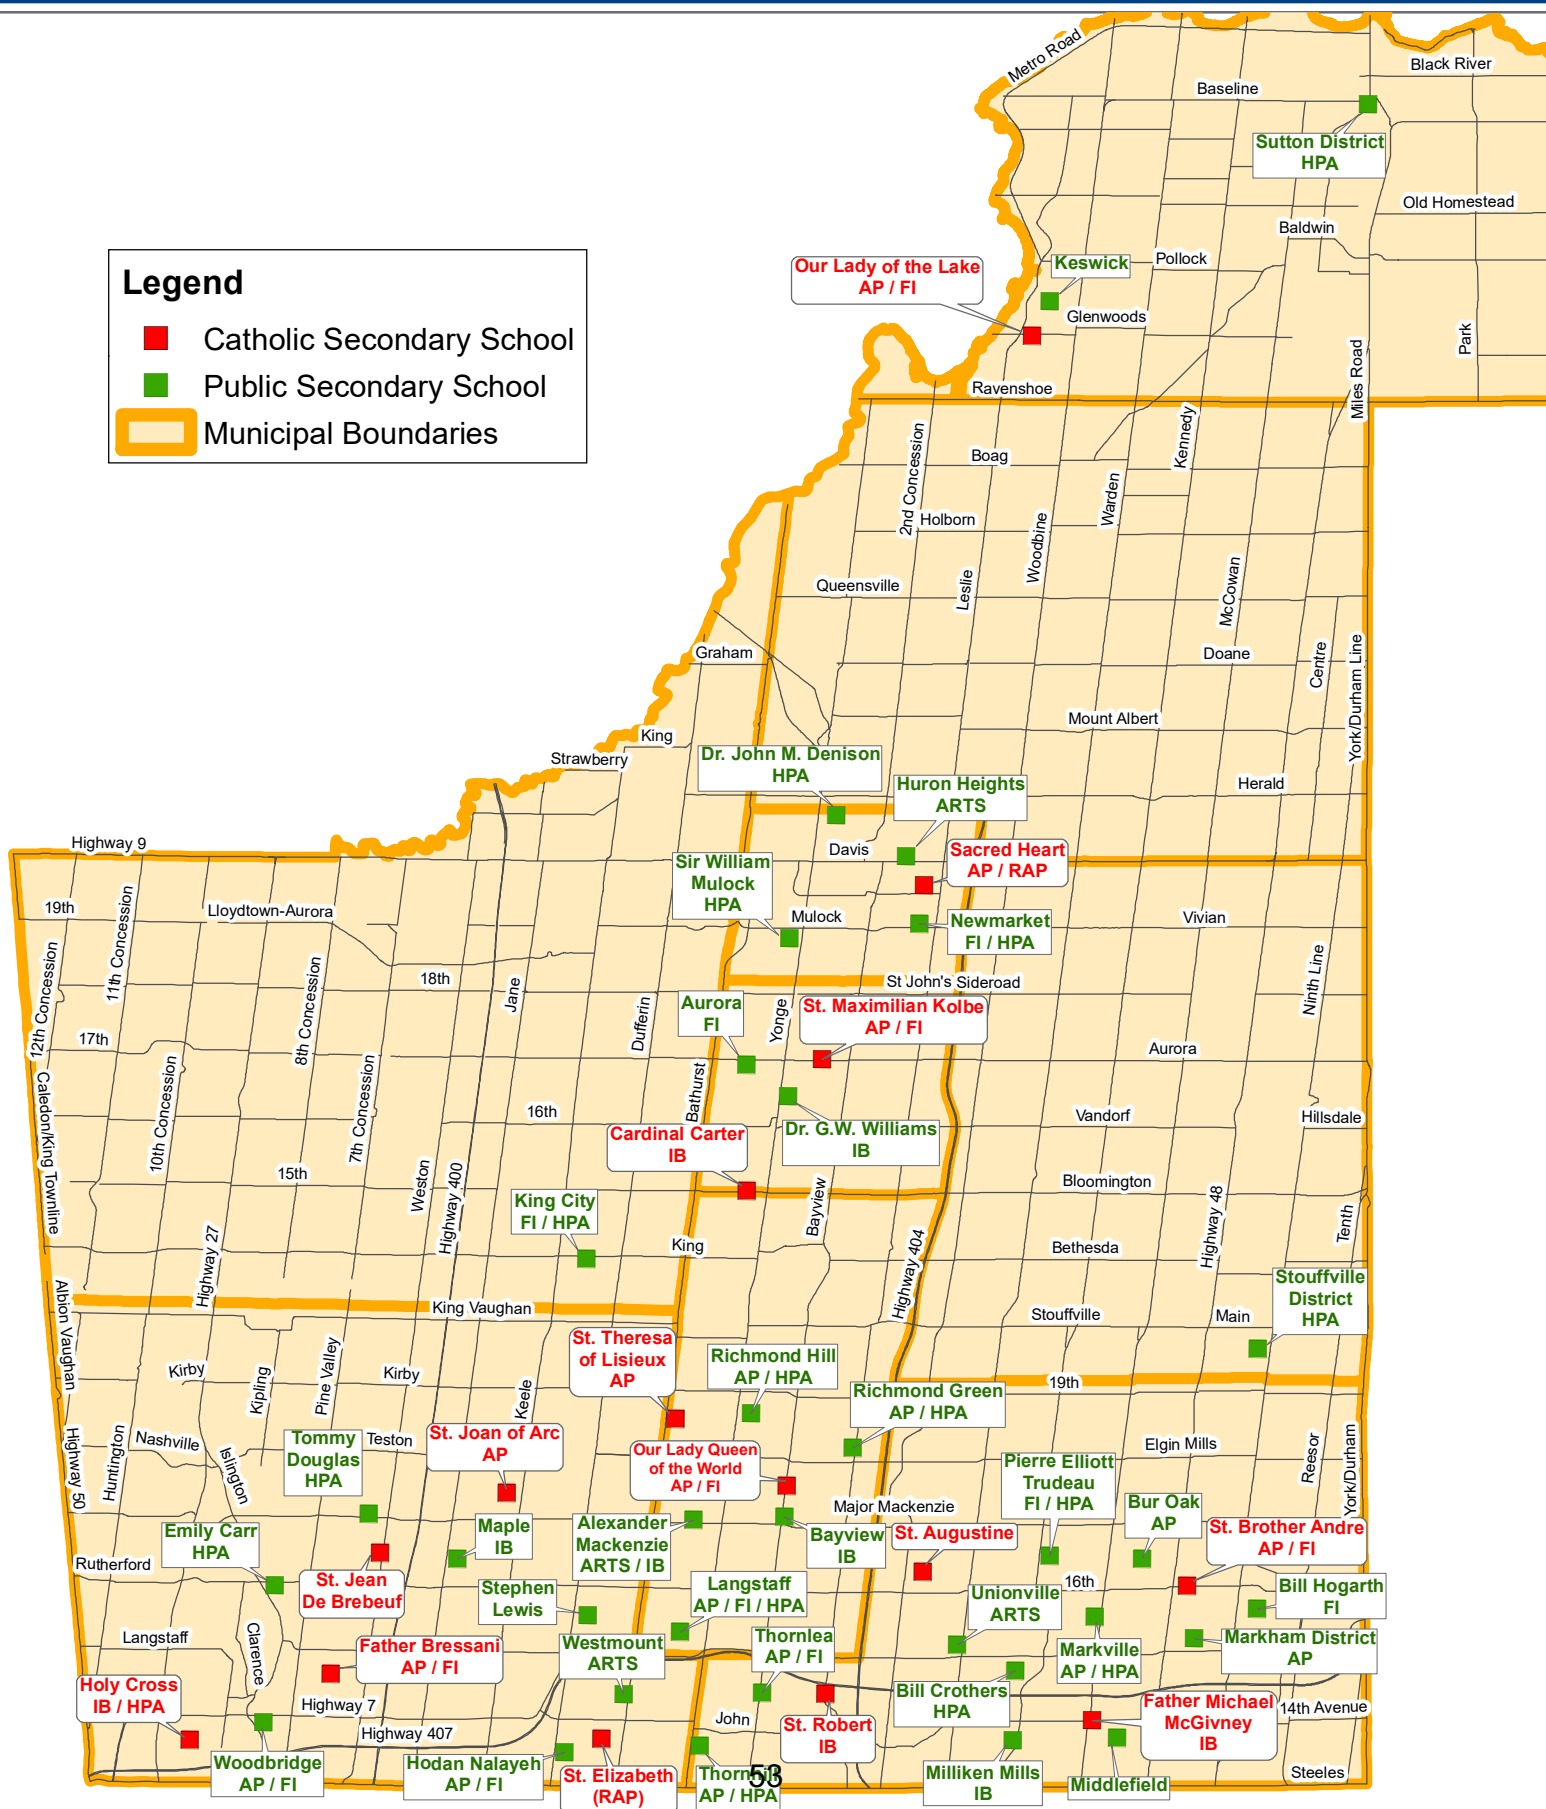 Metro Road
Black River
Baseline
Sutton District
HPA
Old Homestead
Baldwin
Legend
Catholic Secondary School
Public Secondary School
Municipal Boundaries
Our Lady of the Lake
AP / FI
Keswick
Pollock
Glenwoods
Park
Miles Road
Ravenshoe
2nd Concession
Boag
Kennedy
Warden
Holborn
Woodbine
Queensville
Leslie
McCowan
Graham
Doane
Centre
York/Durham Line
Mount Albert
King
Strawberry
Dr. John M. Denison
HPA
Huron Heights
ARTS
Herald
Highway 9
Davis
Sacred Heart
AP / RAP
Sir William
Mulock
HPA
19th
Lloydtown-Aurora
11th Concession
Mulock
Newmarket
FI / HPA
Vivian
12th Concession
8th Concession
18th
Jane
Dufferin
St John's Sideroad
Ninth Line
Aurora
FI
Yonge
St. Maximilian Kolbe
AP / FI
17th
Aurora
Caledon/King Townline
10th Concession
7th Concession
16th
Bathurst
Vandorf
Hillsdale
Cardinal Carter
IB
Dr. G.W. Williams
IB
15th
Weston
Highway 400
Bayview
Bloomington
Highway 48
Tenth
King City
FI / HPA
Highway 27
King
Highway 404
Bethesda
Stouffville
District
HPA
Albion Vaughan
King Vaughan
Stouffville
Main
St. Theresa
of Lisieux
AP
Richmond Hill
AP / HPA
Kirby
Kipling
Pine Valley
Kirby
Keele
Richmond Green
AP / HPA
19th
Highway 50
Huntington
Nashville
Islington
Tommy
Douglas
HPA
Teston
St. Joan of Arc
AP
Our Lady Queen
of the World
AP / FI
Elgin Mills
Reesor
York/Durham
Pierre Elliott
Trudeau
FI / HPA
Major Mackenzie
Bur Oak
AP
Emily Carr
HPA
Maple
IB
Alexander
Mackenzie
ARTS / IB
Bayview
IB
St. Augustine
St. Brother Andre
AP / FI
Rutherford
St. Jean
De Brebeuf
Stephen
Lewis
Langstaff
AP / FI / HPA
16th
Unionville
ARTS
Bill Hogarth
FI
Langstaff
Clarence
Father Bressani
AP / FI
Westmount
ARTS
Thornlea
AP / FI
Markville
AP / HPA
Markham District
AP
Holy Cross
IB / HPA
Highway 7
Bill Crothers
HPA
Father Michael
McGivney
IB
14th Avenue
Highway 407
John
St. Robert
IB
Woodbridge
AP / FI
Hodan Nalayeh
AP / FI
St. Elizabeth
(RAP)
Thornhill
AP / HPA
53
Milliken Mills
IB
Middlefield
Steeles